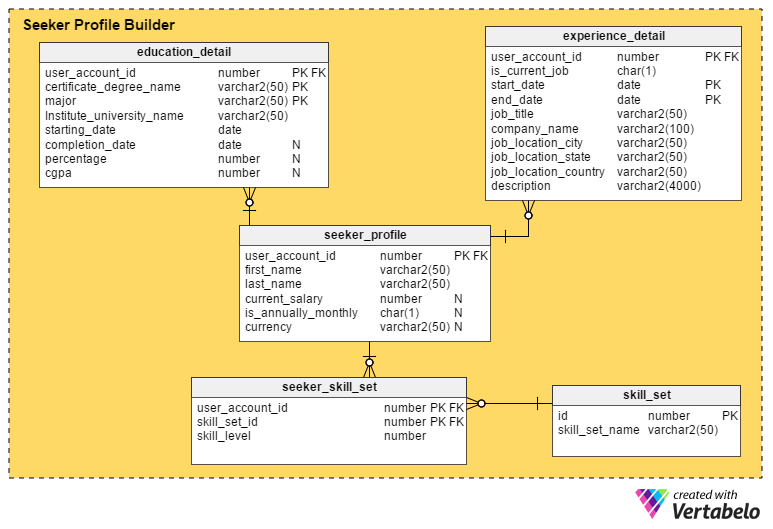 Seeker Profile Builder
education_detail
user_account_id number PK FK
certificate_degree_name varchar2(50) PK
major varchar2(50) PK
Institute_university_name varchar2(50)
starting_date date
completion_date date N
percentage number N
cgpa number N
experience_detail
user_account_id number PK FK
is_current_job char(1)
start_date date PK
end_date date PK
job_title varchar2(50)
company_name varchar2(100)
job_location_city varchar2(50)
job_location_state varchar2(50)
job_location_country varchar2(50)
description varchar2(4000)
seeker_profile
user_account_id number PK FK
first_name varchar2(50)
last_name varchar2(50)
current_salary number N
is_annually_monthly char(1) N
currency varchar2(50) N
seeker_skill_set
user_account_id number PK FK
skill_set_id number PK FK
skill_level number
skill_set
id number PK
skill_set_name varchar2(50)
created with
Vertabelo